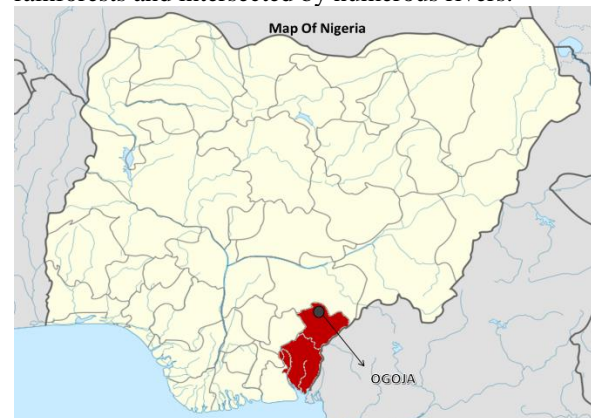 rainforests and intersected by numerous rivers.
Map Of Nigeria
OGOJA